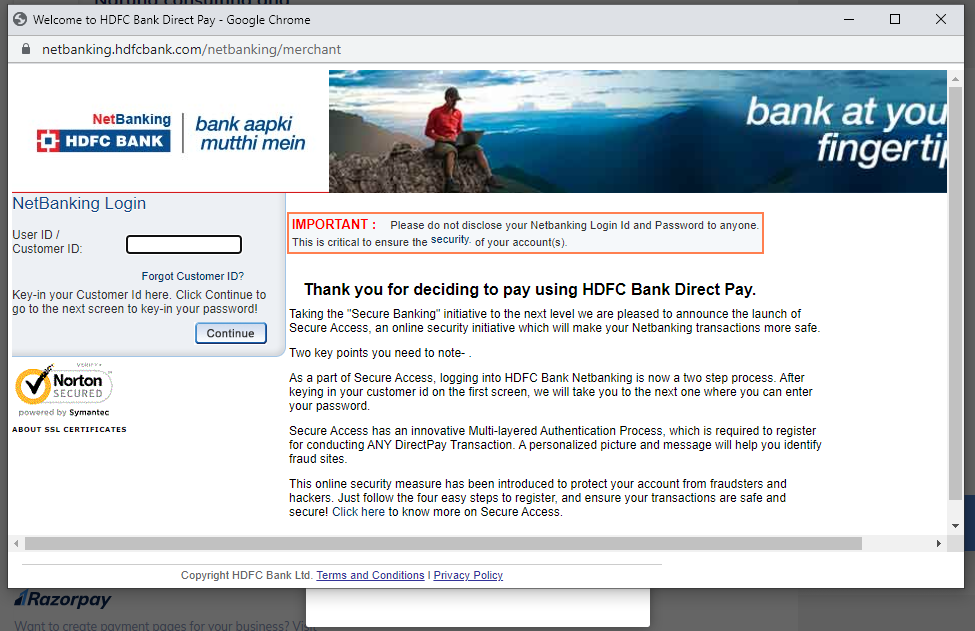 Welcome to HDFC Bank Direct Pay - Google Chrome
netbanking.hdfcbank.com/netbanking/merchant
NetBanking
HDFC BANK
bank aapki
mutthi mein
bank at you
fingertip
NetBanking Login
User ID /
Customer ID:
Forgot Customer ID?
Key-in your Customer Id here. Click Continue to
go to the next screen to key-in your password!
Continue
VERIFY
Norton
SECURED
powered by Symantec
ABOUT SSL CERTIFICATES
IMPORTANT : Please do not disclose your Netbanking Login Id and Password to anyone.
This is critical to ensure the security. of your account(s).
Thank you for deciding to pay using HDFC Bank Direct Pay.
Taking the "Secure Banking" initiative to the next level we are pleased to announce the launch of
Secure Access, an online security initiative which will make your Netbanking transactions more safe.
Two key points you need to note- .
As a part of Secure Access, logging into HDFC Bank Netbanking is now a two step process. After
keying in your customer id on the first screen, we will take you to the next one where you can enter
your password.
Secure Access has an innovative Multi-layered Authentication Process, which is required to register
for conducting ANY DirectPay Transaction. A personalized picture and message will help you identify
fraud sites.
This online security measure has been introduced to protect your account from fraudsters and
hackers. Just follow the four easy steps to register, and ensure your transactions are safe and
secure! Click here to know more on Secure Access.
Copyright HDFC Bank Ltd. Terms and Conditions I Privacy Policy
Razorpay
Want to create payment pages for your business? Visit